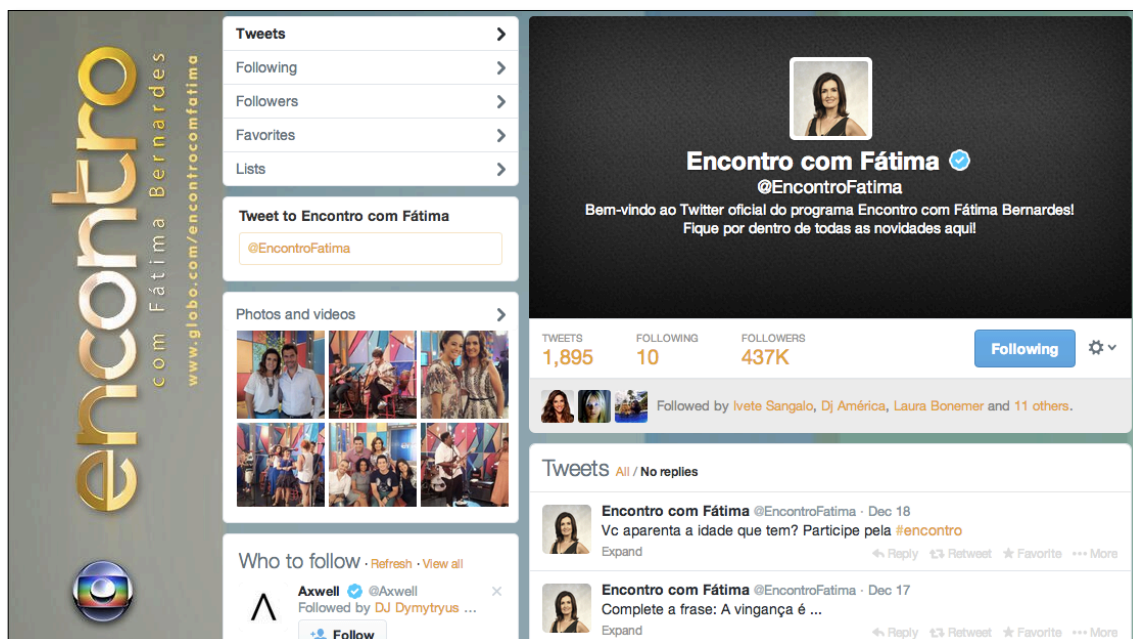 encontro
com Fátima Bernardes
www.globo.com/encontrocomfatima
Tweets
Following
Followers
Favorites
Lists
Tweet to Encontro com Fátima
@EncontroFatima
Photos and videos
Who to follow · Refresh · View all
Axwell @Axwell
Followed by DJ Dymytryus ...
Follow
Encontro com Fátima
@EncontroFatima
Bem-vindo ao Twitter oficial do programa Encontro com Fátima Bernardes!
Fique por dentro de todas as novidades aqui!
TWEETS FOLLOWING FOLLOWERS
1,895 10 437K
Following
Followed by Ivete Sangalo, Dj América, Laura Bonemer and 11 others.
Tweets All / No replies
Encontro com Fátima @EncontroFatima · Dec 18
Vc aparenta a idade que tem? Participe pela #encontro
Expand Reply Retweet Favorite More
Encontro com Fátima @EncontroFatima · Dec 17
Complete a frase: A vingança é ...
Expand Reply Retweet Favorite More